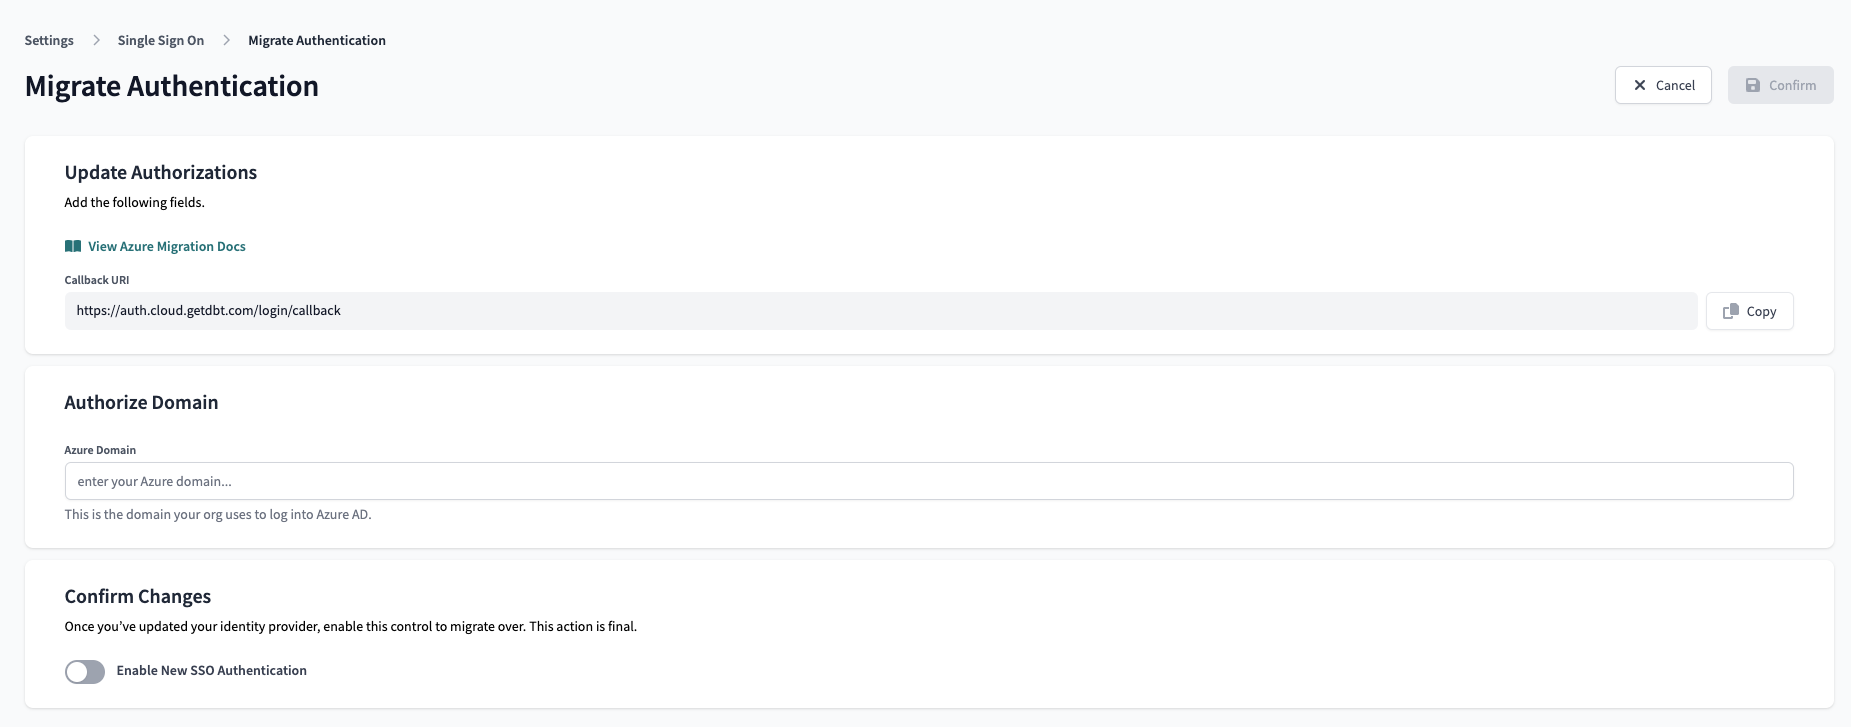 Settings > Single Sign On > Migrate Authentication
Migrate Authentication
Cancel
Confirm
Update Authorizations
Add the following fields.
View Azure Migration Docs
Callback URI
https://auth.cloud.getdbt.com/login/callback
Copy
Authorize Domain
Azure Domain
enter your Azure domain...
This is the domain your org uses to log into Azure AD.
Confirm Changes
Once you’ve updated your identity provider, enable this control to migrate over. This action is final.
Enable New SSO Authentication